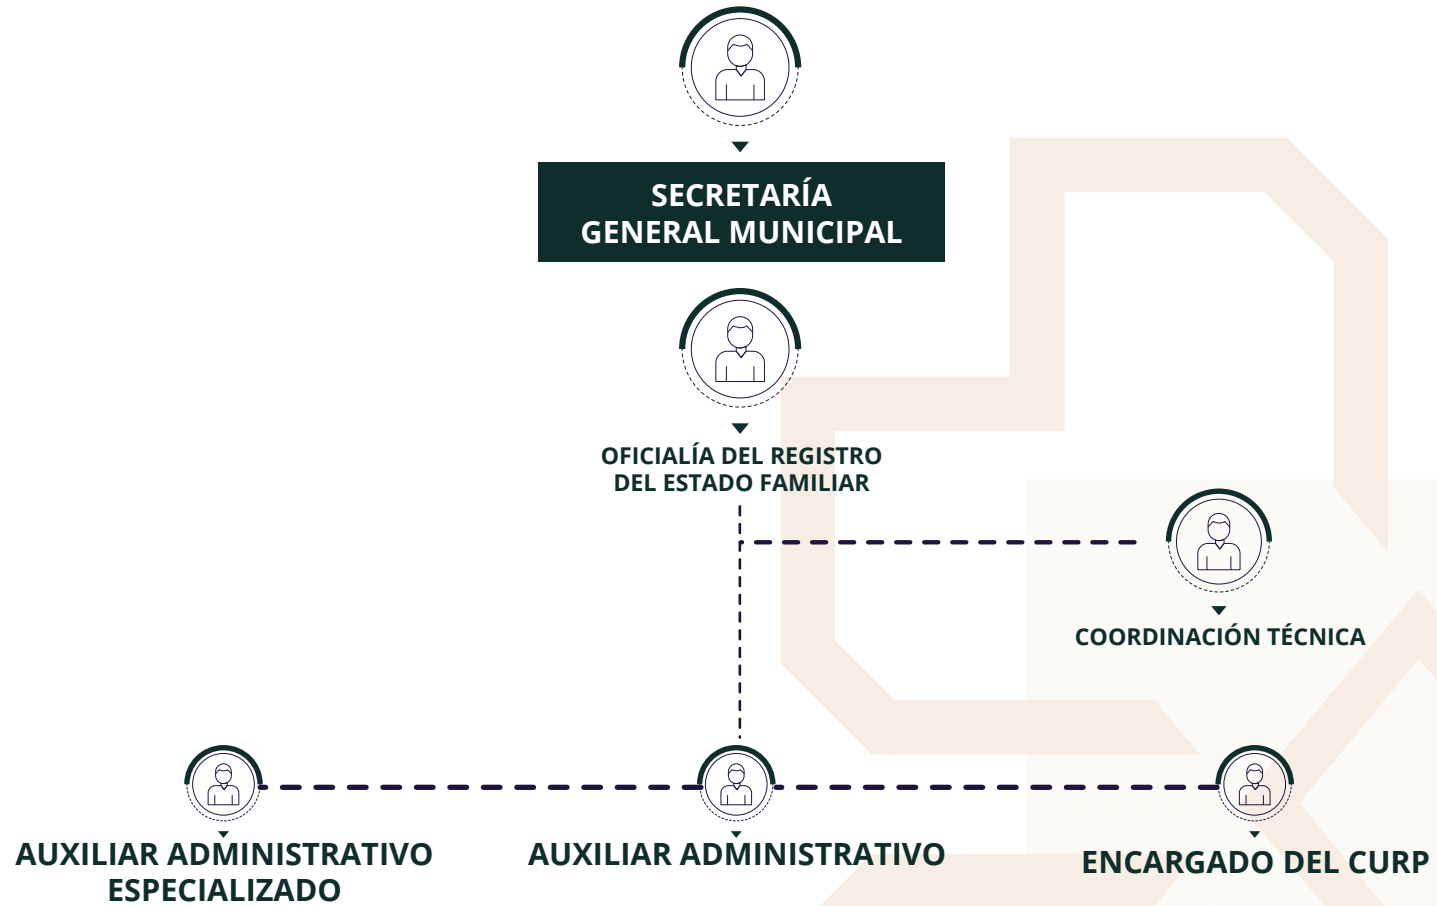 SECRETARÍA
GENERAL MUNICIPAL
OFICIALÍA DEL REGISTRO
DEL ESTADO FAMILIAR
COORDINACIÓN TÉCNICA
AUXILIAR ADMINISTRATIVO
ESPECIALIZADO
AUXILIAR ADMINISTRATIVO
ENCARGADO DEL CURP